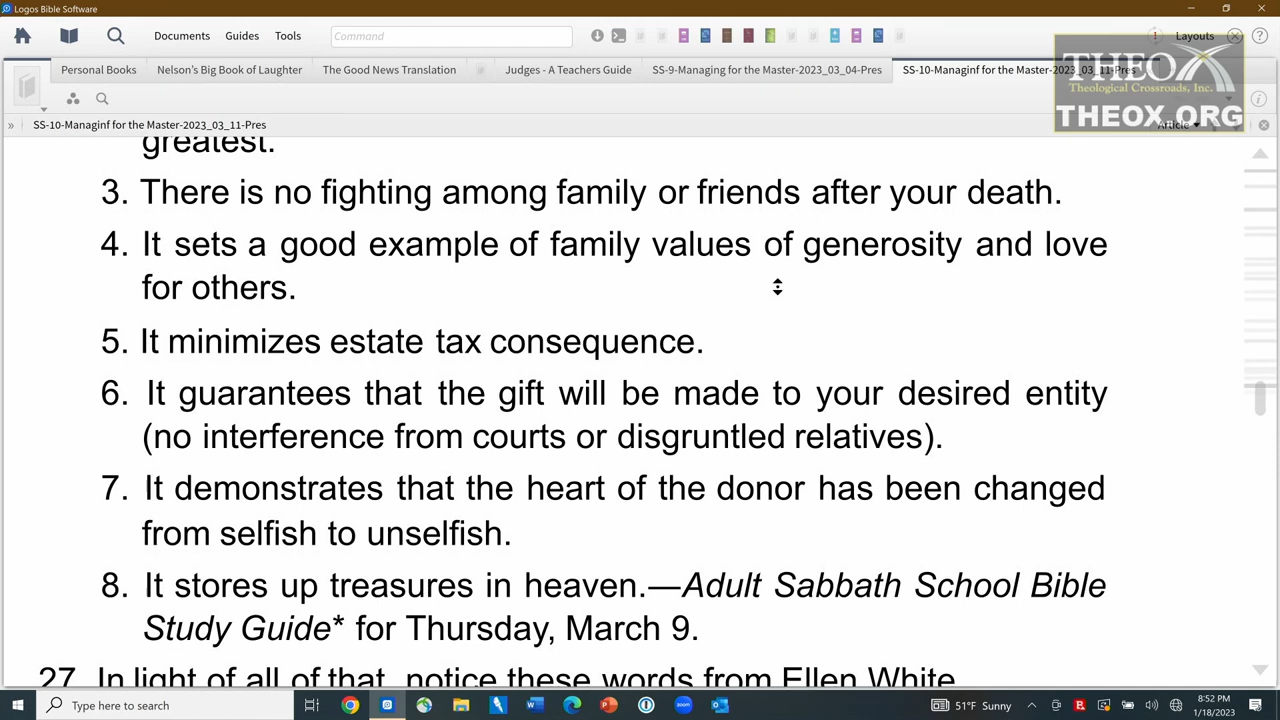 Logos Bible Software
Documents Guides Tools Command Layouts
Personal Books Nelson's Big Book of Laughter The Ga Judges - A Teachers Guide SS-9-Managing for the Master-2023_03_04-Pres SS-10-Managinf for the Master-2023_03_11-Pres
THEOX
Theological Crossroads, Inc.
THEOX.ORG
SS-10-Managinf for the Master-2023_03_11-Pres Article
greatest.
3. There is no fighting among family or friends after your death.
4. It sets a good example of family values of generosity and love
for others.
5. It minimizes estate tax consequence.
6. It guarantees that the gift will be made to your desired entity
(no interference from courts or disgruntled relatives).
7. It demonstrates that the heart of the donor has been changed
from selfish to unselfish.
8. It stores up treasures in heaven.—Adult Sabbath School Bible
Study Guide* for Thursday, March 9.
27. In light of all of that, notice these words from Ellen White
Type here to search 51°F Sunny 8:52 PM
1/18/2023